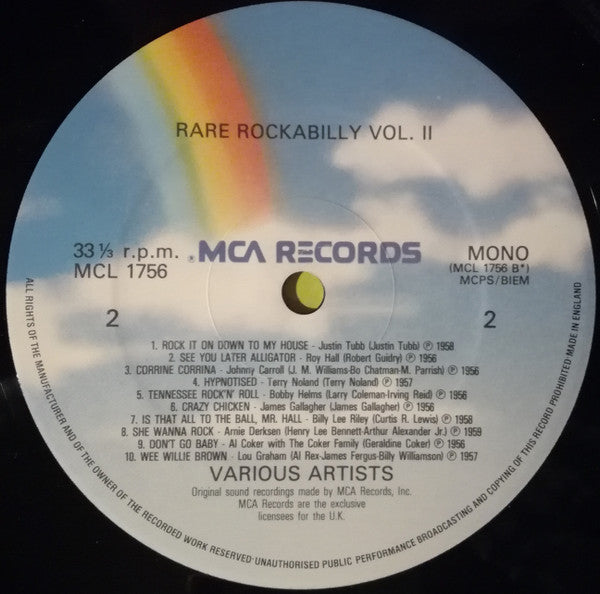 RARE ROCKABILLY VOL. II
33 1/3 r.p.m.
MCL 1756
® MCA RECORDS
MONO
(MCL 1756 B*)
MCPS/BIEM
2
2
1. ROCK IT ON DOWN TO MY HOUSE - Justin Tubb (Justin Tubb) ℗ 1958
2. SEE YOU LATER ALLIGATOR - Roy Hall (Robert Guidry) ℗ 1956
3. CORRINE CORRINA - Johnny Carroll (J. M. Williams-Bo Chatman-M. Parrish) ℗ 1956
4. HYPNOTISED - Terry Noland (Terry Noland) ℗ 1957
5. TENNESSEE ROCK'N' ROLL - Bobby Helms (Larry Coleman-Irving Reid) ℗ 1956
6. CRAZY CHICKEN - James Gallagher (James Gallagher) ℗ 1956
7. IS THAT ALL TO THE BALL, MR. HALL - Billy Lee Riley (Curtis R. Lewis) ℗ 1958
8. SHE WANNA ROCK - Arnie Derksen (Henry Lee Bennett-Arthur Alexander Jr.) ℗ 1959
9. DON'T GO BABY - Al Coker with The Coker Family (Geraldine Coker) ℗ 1956
10. WEE WILLIE BROWN - Lou Graham (Al Rex-James Fergus-Billy Williamson) ℗ 1957
VARIOUS ARTISTS
Original sound recordings made by MCA Records, Inc.
MCA Records are the exclusive
licensees for the U.K.
ALL RIGHTS OF THE MANUFACTURER AND OF THE OWNER OF THE RECORDED WORK RESERVED·UNAUTHORISED PUBLIC PERFORMANCE BROADCASTING AND COPYING OF THIS RECORD PROHIBITED·MADE IN ENGLAND